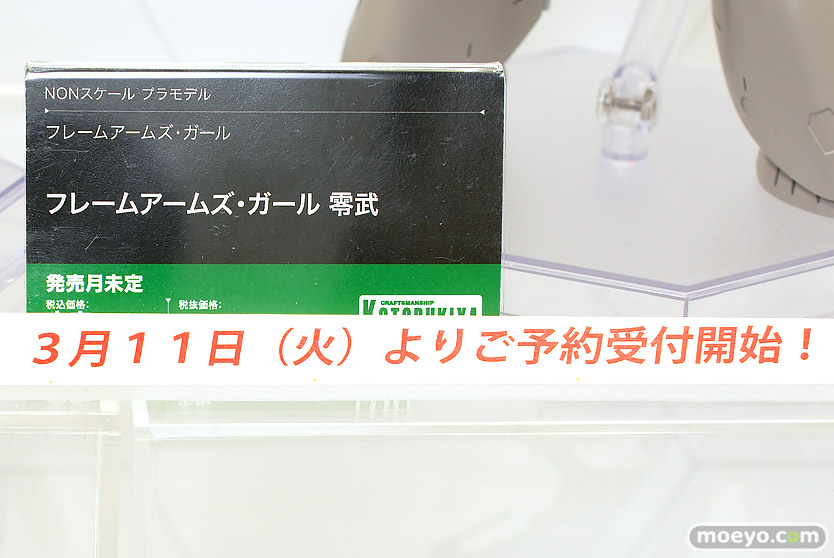 NONスケール プラモデル
フレームアームズ・ガール
フレームアームズ・ガール 零武
発売月未定
税込価格: 税抜価格:
CRAFTSMANSHIP
KOTOBUKIYA
3月11日（火）よりご予約受付開始！
moeyo.com